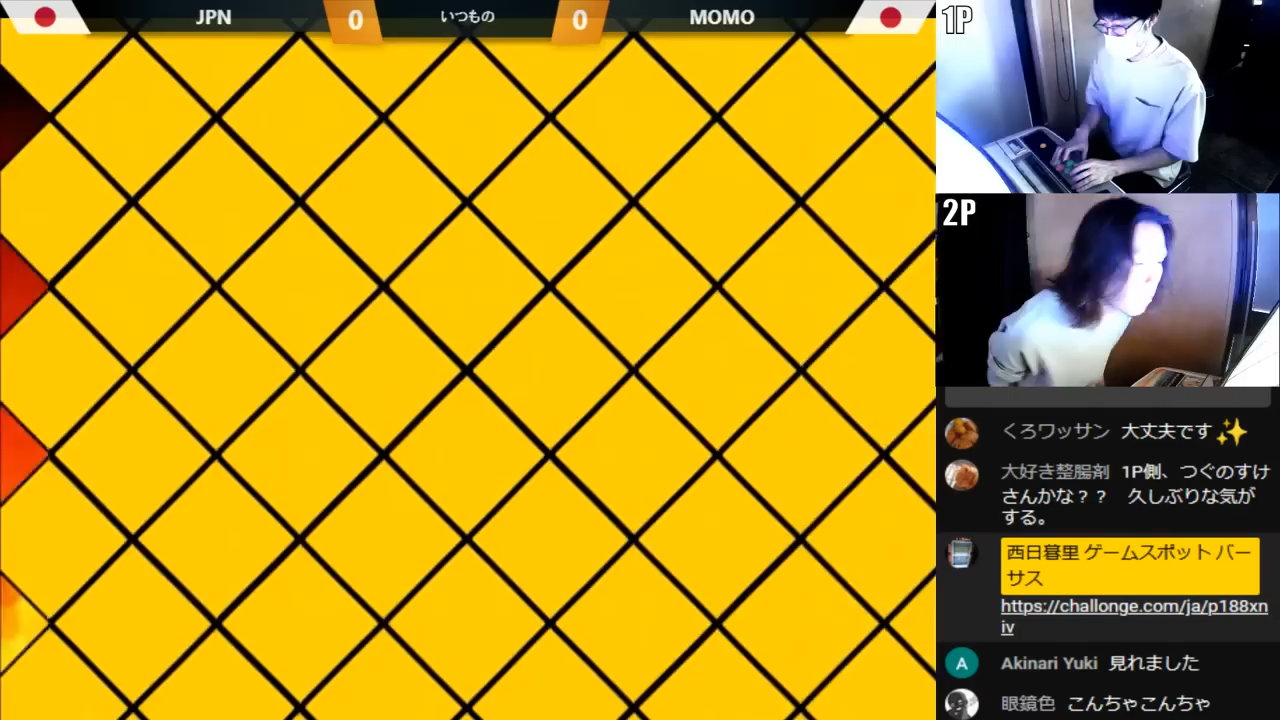 JPN
0
いつもの
0
MOMO
1P
2P
くろワッサン 大丈夫です✨
大好き整腸剤 1P側、つぐのすけ
さんかな？？ 久しぶりな気が
する。
西日暮里 ゲームスポット バー
サス
https://challonge.com/ja/p188xn
iv
A Akinari Yuki 見れました
眼鏡色 こんちゃこんちゃ